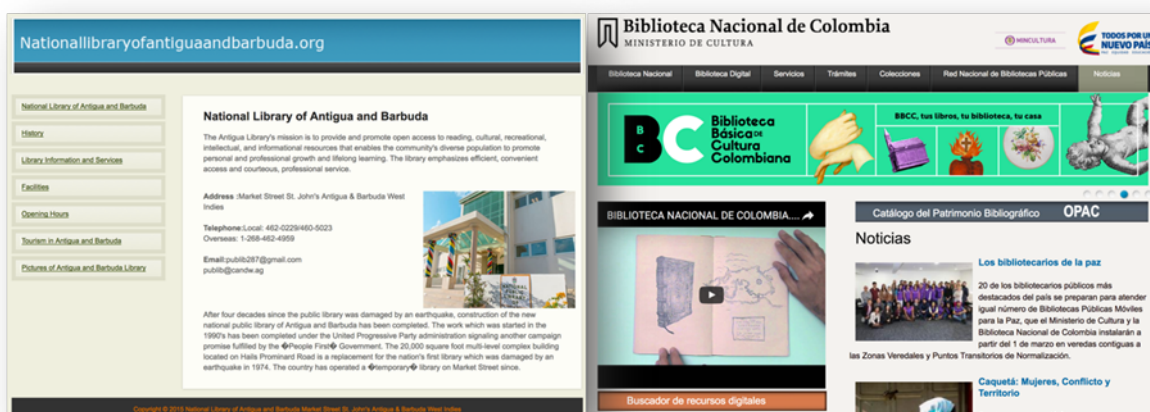 Nationallibraryofantiguaandbarbuda.org
National Library of Antigua and Barbuda
History
Library Information and Services
Facilities
Opening Hours
Tourism in Antigua and Barbuda
Pictures of Antigua and Barbuda Library
National Library of Antigua and Barbuda
The Antigua Library's mission is to provide and promote open access to reading, cultural, recreational,
intellectual, and informational resources that enables the community's diverse population to promote
personal and professional growth and lifelong learning. The library emphasizes efficient, convenient
access and courteous, professional service.
Address :Market Street St. John's Antigua & Barbuda West
Indies
Telephone:Local: 462-0229/460-5023
Overseas: 1-268-462-4959
Email:publib287@gmail.com
publib@candw.ag
After four decades since the public library was damaged by an earthquake, construction of the new
national public library of Antigua and Barbuda has been completed. The work which was started in the
1990's has been completed under the United Progressive Party administration signaling another campaign
promise fulfilled by the �People First� Government. The 20,000 square foot multi-level complex building
located on Hails Prominard Road is a replacement for the nation's first library which was damaged by an
earthquake in 1974. The country has operated a �temporary� library on Market Street since.
Copyright © 2015 National Library of Antigua and Barbuda Market Street St. John's Antigua & Barbuda West Indies
Biblioteca Nacional de Colombia
MINISTERIO DE CULTURA
MINCULTURA
TODOS POR UN
NUEVO PAÍS
Biblioteca Nacional
Biblioteca Digital
Servicios
Trámites
Colecciones
Red Nacional de Bibliotecas Públicas
Noticias
B
C
BC
Biblioteca
Básica DE
Cultura
Colombiana
BBCC, tus libros, tu biblioteca, tu casa
BIBLIOTECA NACIONAL DE COLOMBIA....
Buscador de recursos digitales
Catálogo del Patrimonio Bibliográfico OPAC
Noticias
Los bibliotecarios de la paz
20 de los bibliotecarios públicos más
destacados del país se preparan para atender
igual número de Bibliotecas Públicas Móviles
para la Paz, que el Ministerio de Cultura y la
Biblioteca Nacional de Colombia instalarán a
partir del 1 de marzo en veredas contiguas a
las Zonas Veredales y Puntos Transitorios de Normalización.
Caquetá: Mujeres, Conflicto y
Territorio